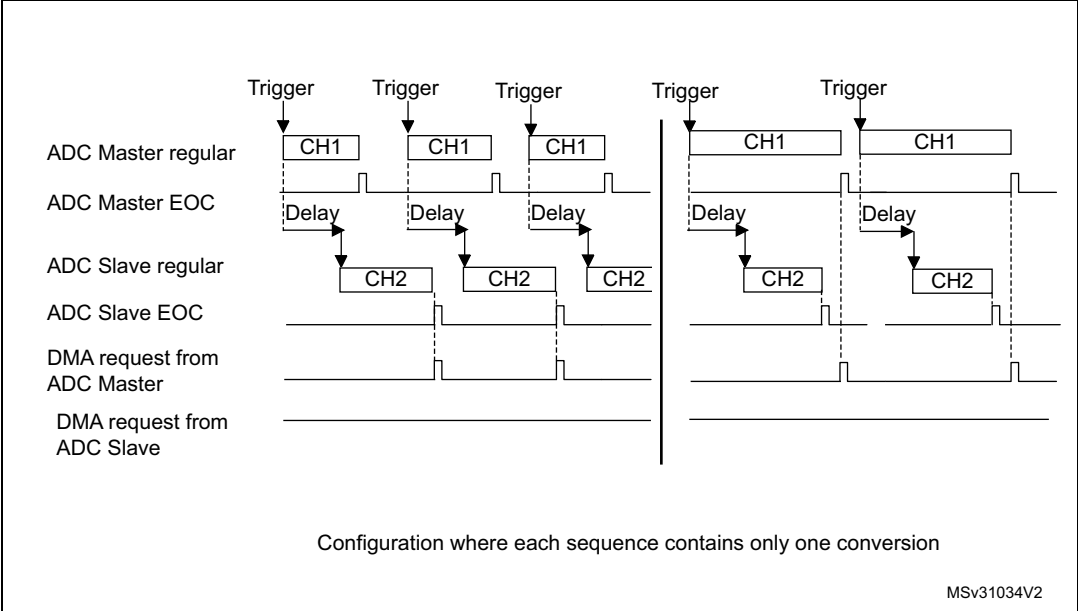 Trigger Trigger Trigger Trigger Trigger
ADC Master regular CH1 CH1 CH1 CH1 CH1
ADC Master EOC
Delay Delay Delay Delay Delay
ADC Slave regular CH2 CH2 CH2 CH2 CH2
ADC Slave EOC
DMA request from
ADC Master
DMA request from
ADC Slave
Configuration where each sequence contains only one conversion
MSv31034V2